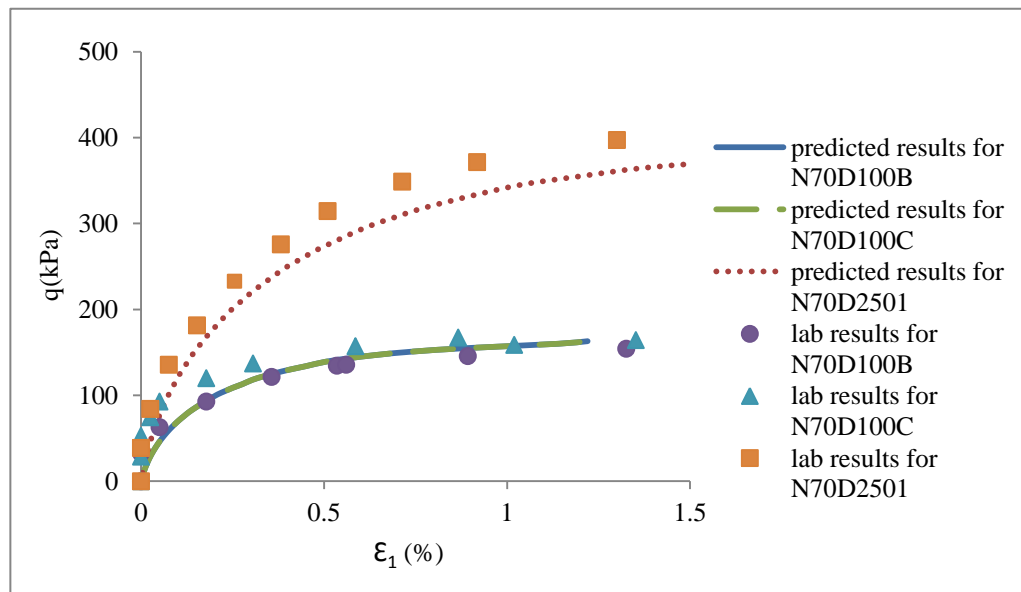 500
400
300
200
100
0
q(kPa)
0
0.5
1
1.5
Ɛ1 (%)
predicted results for
N70D100B
predicted results for
N70D100C
predicted results for
N70D2501
lab results for
N70D100B
lab results for
N70D100C
lab results for
N70D2501